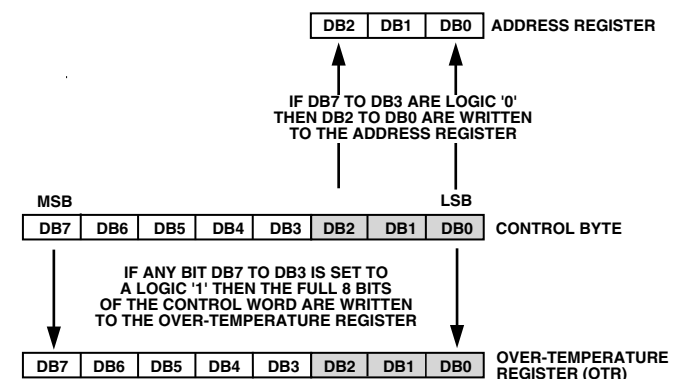 DB2 DB1 DB0 ADDRESS REGISTER
IF DB7 TO DB3 ARE LOGIC '0'
THEN DB2 TO DB0 ARE WRITTEN
TO THE ADDRESS REGISTER
MSB LSB
DB7 DB6 DB5 DB4 DB3 DB2 DB1 DB0 CONTROL BYTE
IF ANY BIT DB7 TO DB3 IS SET TO
A LOGIC '1' THEN THE FULL 8 BITS
OF THE CONTROL WORD ARE WRITTEN
TO THE OVER-TEMPERATURE REGISTER
DB7 DB6 DB5 DB4 DB3 DB2 DB1 DB0 OVER-TEMPERATURE
REGISTER (OTR)